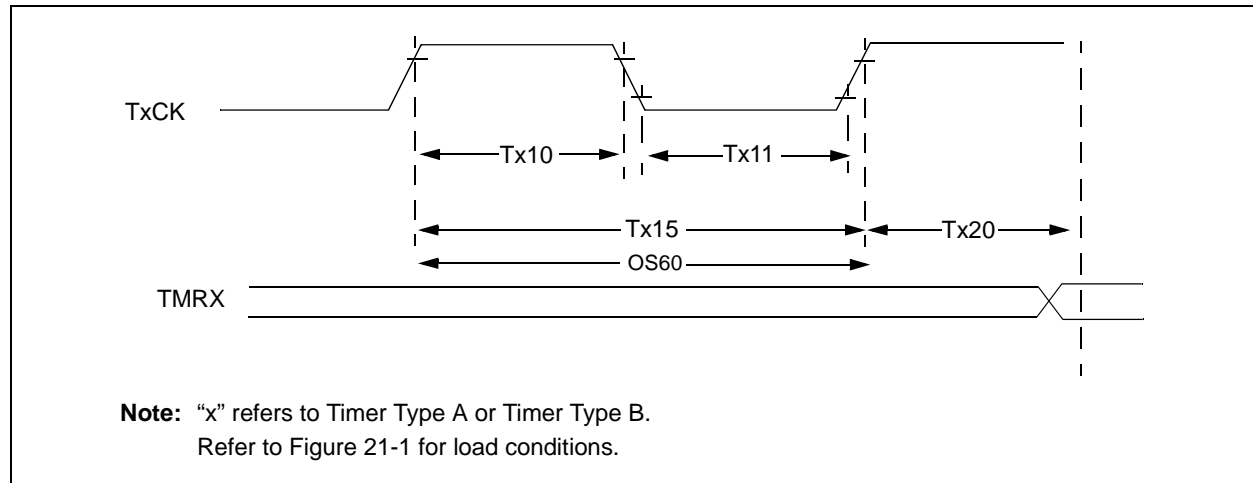 TxCK
Tx10
Tx11
Tx15
Tx20
OS60
TMRX
Note: “x” refers to Timer Type A or Timer Type B.
Refer to Figure 21-1 for load conditions.